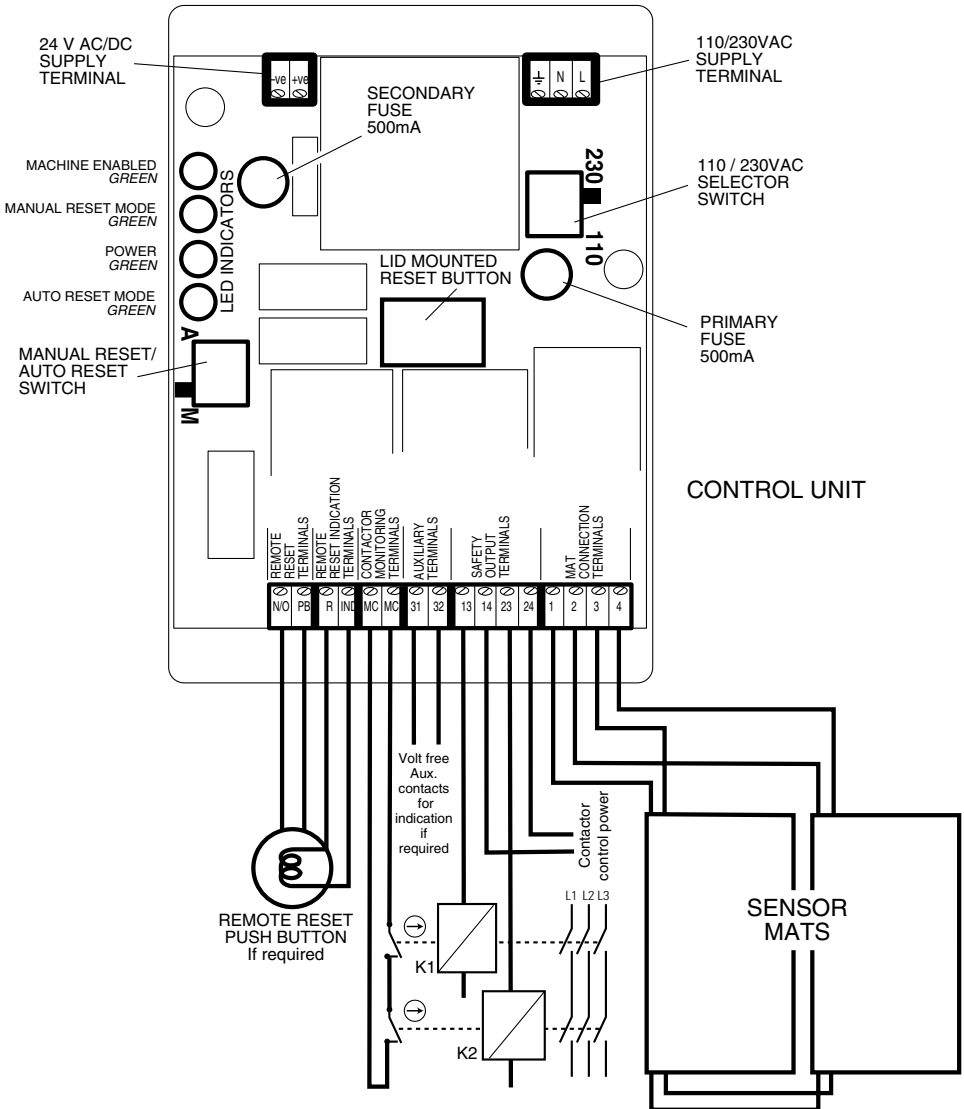 24 V AC/DC
SUPPLY
TERMINAL
-ve +ve
SECONDARY
FUSE
500mA
N L
110/230VAC
SUPPLY
TERMINAL
MACHINE ENABLED
GREEN
MANUAL RESET MODE
GREEN
POWER
GREEN
AUTO RESET MODE
GREEN
LED INDICATORS
230
110
110 / 230VAC
SELECTOR
SWITCH
LID MOUNTED
RESET BUTTON
PRIMARY
FUSE
500mA
A
M
MANUAL RESET/
AUTO RESET
SWITCH
CONTROL UNIT
REMOTE
RESET
TERMINALS
REMOTE
RESET INDICATION
TERMINALS
CONTACTOR
MONITORING
TERMINALS
AUXILIARY
TERMINALS
SAFETY
OUTPUT
TERMINALS
MAT
CONNECTION
TERMINALS
N/O PB R IND MC MC 31 32 13 14 23 24 1 2 3 4
Volt free
Aux.
contacts
for
indication
if
required
Contactor
control power
L1 L2 L3
REMOTE RESET
PUSH BUTTON
If required
K1
K2
SENSOR
MATS